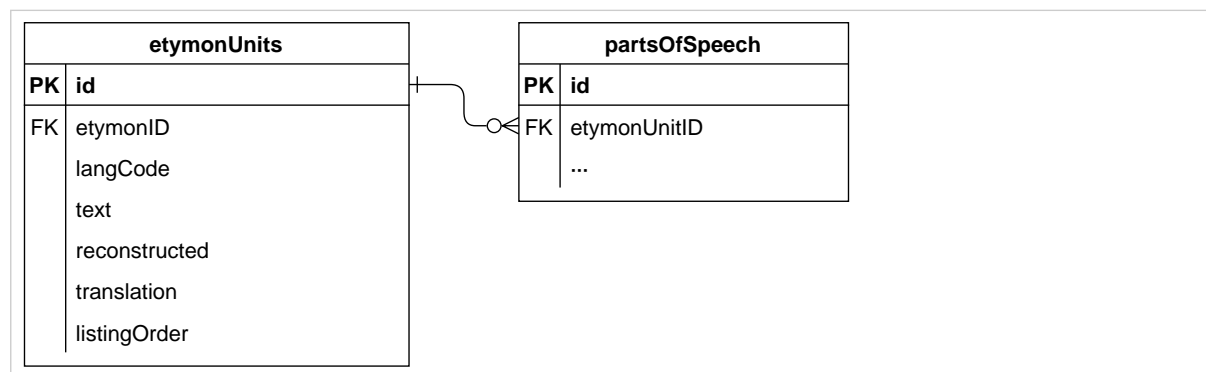 etymonUnits
PK id
FK etymonID
langCode
text
reconstructed
translation
listingOrder
partsOfSpeech
PK id
FK etymonUnitID
...